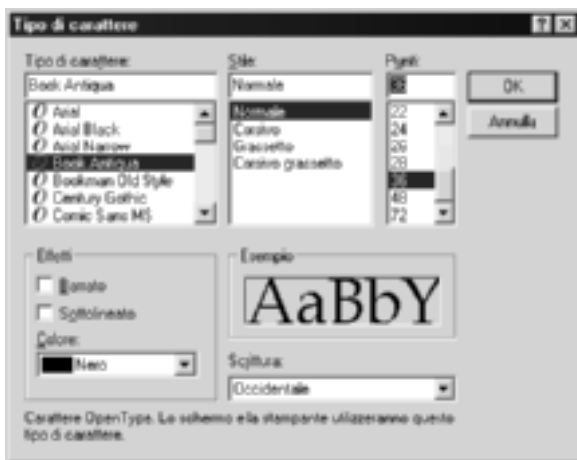 Tipo di carattere
Tipo di carattere: Stile: Punti:
Book Antiqua Normale 36 OK
Arial Normale 22 Annulla
Arial Black Corsivo 24
Arial Narrow Grassetto 26
Book Antiqua Corsivo grassetto 28
Bookman Old Style 36
Century Gothic 48
Comic Sans MS 72
Effetti Esempio
Barrato AaBbY
Sottolineato
Colore: Scrittura:
Nero Occidentale
Carattere OpenType. Lo schermo e la stampante utilizzeranno questo
tipo di carattere.